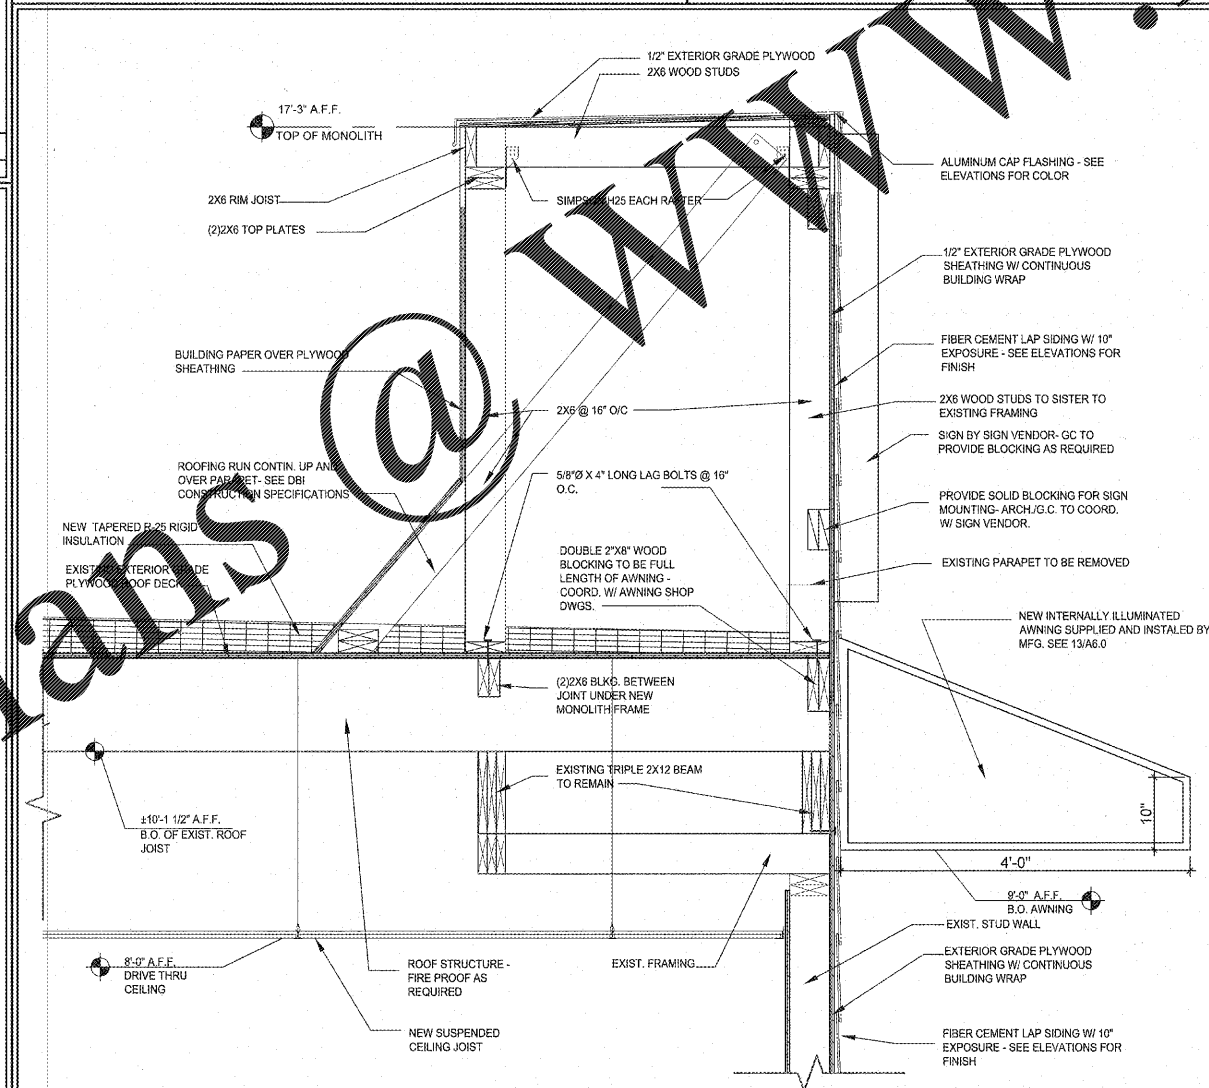 1/2" EXTERIOR GRADE PLYWOOD
2X6 WOOD STUDS
17'-3" A.F.F.
TOP OF MONOLITH
ALUMINUM CAP FLASHING - SEE
ELEVATIONS FOR COLOR
2X6 RIM JOIST
SIMPS H25 EACH RAFTER
(2)2X6 TOP PLATES
1/2" EXTERIOR GRADE PLYWOOD
SHEATHING W/ CONTINUOUS
BUILDING WRAP
BUILDING PAPER OVER PLYWOOD
SHEATHING
FIBER CEMENT LAP SIDING W/ 10"
EXPOSURE - SEE ELEVATIONS FOR
FINISH
2X6 @ 16" O/C
2X6 WOOD STUDS TO SISTER TO
EXISTING FRAMING
SIGN BY SIGN VENDOR- GC TO
PROVIDE BLOCKING AS REQUIRED
ROOFING RUN CONTIN. UP AND
OVER PARAPET- SEE DBI
CONSTRUCTION SPECIFICATIONS
5/8"Ø X 4" LONG LAG BOLTS @ 16"
O.C.
PROVIDE SOLID BLOCKING FOR SIGN
MOUNTING- ARCH./G.C. TO COORD.
W/ SIGN VENDOR.
NEW TAPERED R-25 RIGID
INSULATION
EXISTING EXTERIOR GRADE
PLYWOOD ROOF DECK
DOUBLE 2"X8" WOOD
BLOCKING TO BE FULL
LENGTH OF AWNING -
COORD. W/ AWNING SHOP
DWGS.
EXISTING PARAPET TO BE REMOVED
NEW INTERNALLY ILLUMINATED
AWNING SUPPLIED AND INSTALED BY
MFG. SEE 13/A6.0
(2)2X6 BLKG. BETWEEN
JOINT UNDER NEW
MONOLITH FRAME
EXISTING TRIPLE 2X12 BEAM
TO REMAIN
±10'-1 1/2" A.F.F.
B.O. OF EXIST. ROOF
JOIST
10"
4'-0"
9'-0" A.F.F.
B.O. AWNING
EXIST. STUD WALL
8'-0" A.F.F.
DRIVE THRU
CEILING
ROOF STRUCTURE -
FIRE PROOF AS
REQUIRED
EXIST. FRAMING
EXTERIOR GRADE PLYWOOD
SHEATHING W/ CONTINUOUS
BUILDING WRAP
NEW SUSPENDED
CEILING JOIST
FIBER CEMENT LAP SIDING W/ 10"
EXPOSURE - SEE ELEVATIONS FOR
FINISH
ans @ www.